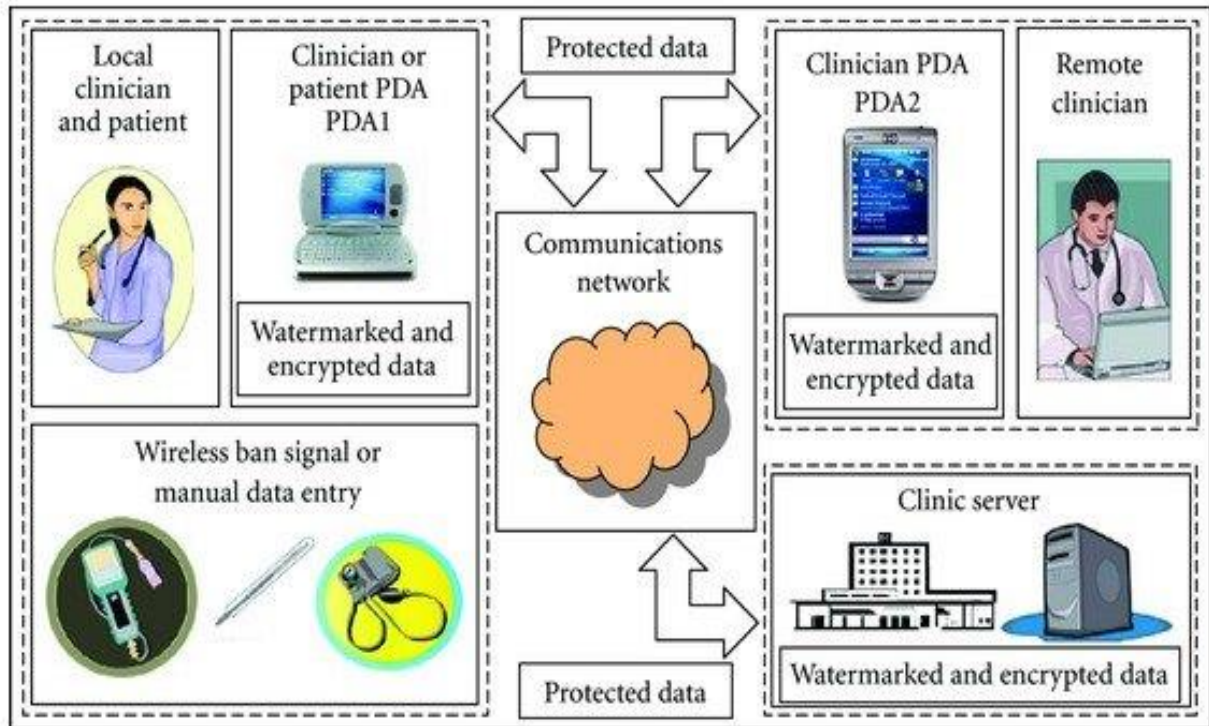 Local
clinician
and patient
Clinician or
patient PDA
PDA1
Watermarked and
encrypted data
Wireless ban signal or
manual data entry
Protected data
Communications
network
Protected data
Clinician PDA
PDA2
Watermarked and
encrypted data
Remote
clinician
Clinic server
Watermarked and encrypted data